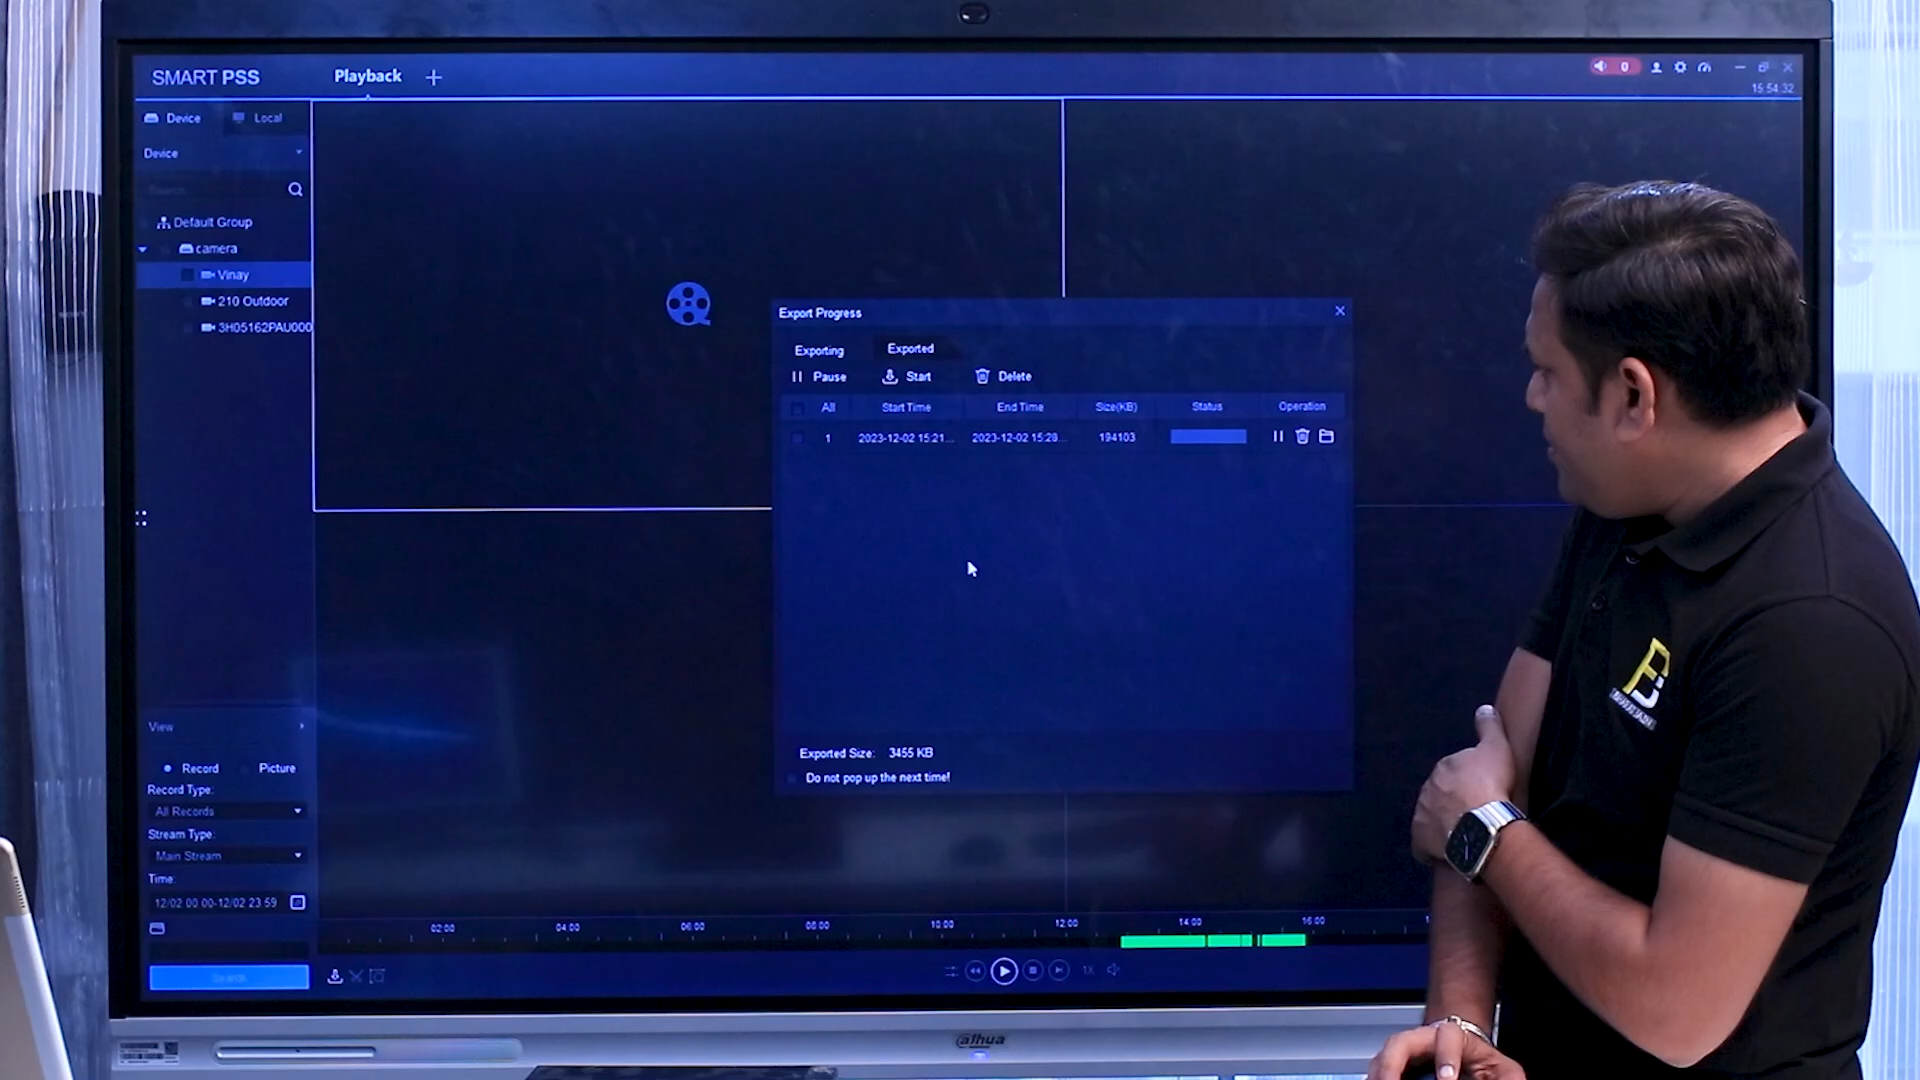 SMART PSS
Playback
0
15:54:32
Device
Local
Device
Search...
Default Group
camera
Vinay
210 Outdoor
3H05162PAU000
Export Progress
Exporting
Exported
Pause
Start
Delete
All
Start Time
End Time
Size(KB)
Status
Operation
1
2023-12-02 15:21...
2023-12-02 15:28...
194103
Exported Size: 3455 KB
Do not pop up the next time!
View
Record
Picture
Record Type:
All Records
Stream Type:
Main Stream
Time:
12/02 00:00-12/02 23:59
Search
02:00
04:00
06:00
08:00
10:00
12:00
14:00
16:00
1X
alhua